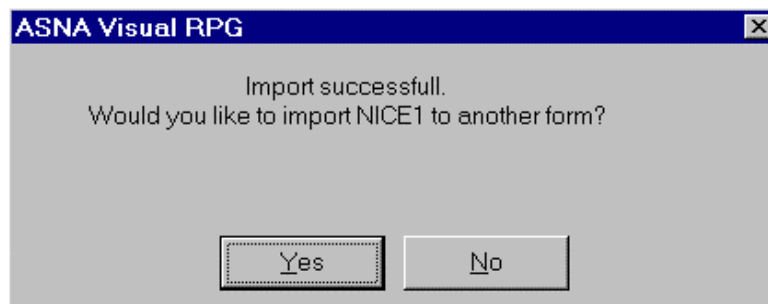 ASNA Visual RPG
Import successfull.
Would you like to import NICE1 to another form?
Yes No